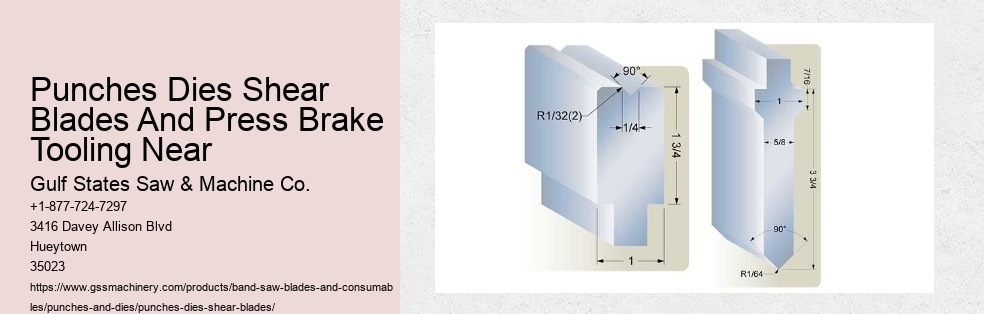 Punches Dies Shear
Blades And Press Brake
Tooling Near
Gulf States Saw & Machine Co.
+1-877-724-7297
3416 Davey Allison Blvd
Hueytown
35023
https://www.gssmachinery.com/products/band-saw-blades-and-consumab
les/punches-and-dies/punches-dies-shear-blades/
90°
R1/32(2)
1/4
1 3/4
1
7/16
1
5/8
3 3/4
90°
R1/64